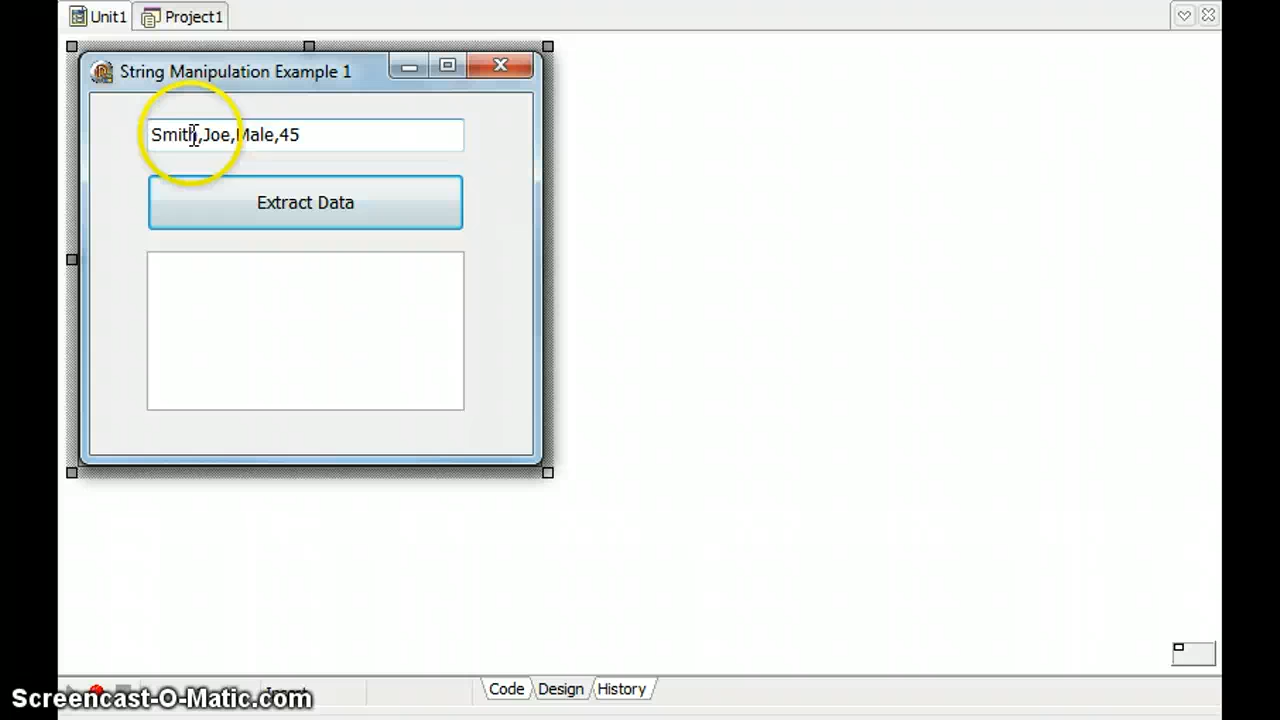 Unit1 Project1
String Manipulation Example 1
Smith,Joe,Male,45
Extract Data
Code Design History
Screencast-O-Matic.com